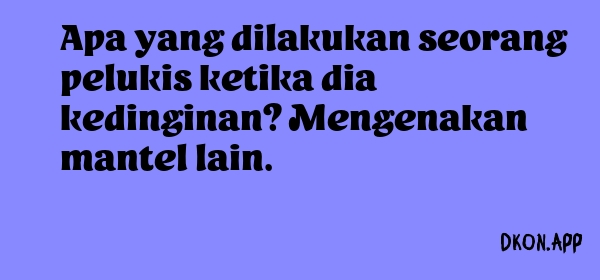 Apa yang dilakukan seorang
pelukis ketika dia
kedinginan? Mengenakan
mantel lain.
DKON.APP